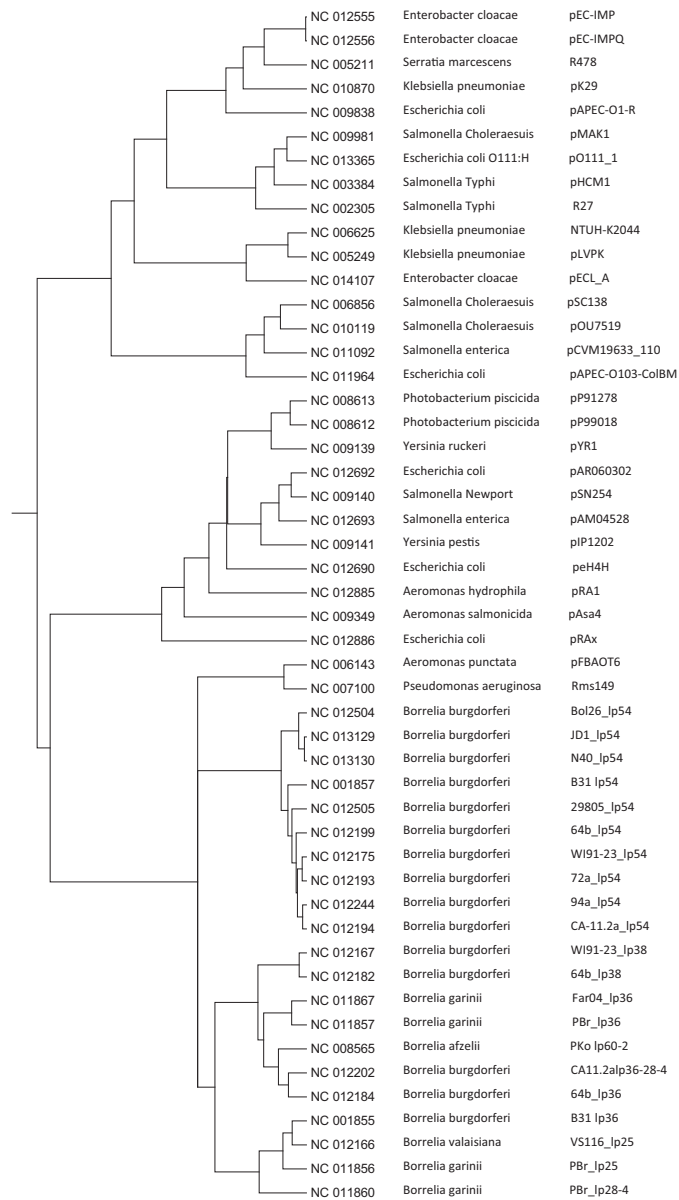 NC 012555 Enterobacter cloacae pEC-IMP
NC 012556 Enterobacter cloacae pEC-IMPQ
NC 005211 Serratia marcescens R478
NC 010870 Klebsiella pneumoniae pK29
NC 009838 Escherichia coli pAPEC-O1-R
NC 009981 Salmonella Choleraesuis pMAK1
NC 013365 Escherichia coli O111:H pO111_1
NC 003384 Salmonella Typhi pHCM1
NC 002305 Salmonella Typhi R27
NC 006625 Klebsiella pneumoniae NTUH-K2044
NC 005249 Klebsiella pneumoniae pLVPK
NC 014107 Enterobacter cloacae pECL_A
NC 006856 Salmonella Choleraesuis pSC138
NC 010119 Salmonella Choleraesuis pOU7519
NC 011092 Salmonella enterica pCVM19633_110
NC 011964 Escherichia coli pAPEC-O103-ColBM
NC 008613 Photobacterium piscicida pP91278
NC 008612 Photobacterium piscicida pP99018
NC 009139 Yersinia ruckeri pYR1
NC 012692 Escherichia coli pAR060302
NC 009140 Salmonella Newport pSN254
NC 012693 Salmonella enterica pAM04528
NC 009141 Yersinia pestis pIP1202
NC 012690 Escherichia coli peH4H
NC 012885 Aeromonas hydrophila pRA1
NC 009349 Aeromonas salmonicida pAsa4
NC 012886 Escherichia coli pRAx
NC 006143 Aeromonas punctata pFBAOT6
NC 007100 Pseudomonas aeruginosa Rms149
NC 012504 Borrelia burgdorferi Bol26_lp54
NC 013129 Borrelia burgdorferi JD1_lp54
NC 013130 Borrelia burgdorferi N40_lp54
NC 001857 Borrelia burgdorferi B31 lp54
NC 012505 Borrelia burgdorferi 29805_lp54
NC 012199 Borrelia burgdorferi 64b_lp54
NC 012175 Borrelia burgdorferi WI91-23_lp54
NC 012193 Borrelia burgdorferi 72a_lp54
NC 012244 Borrelia burgdorferi 94a_lp54
NC 012194 Borrelia burgdorferi CA-11.2a_lp54
NC 012167 Borrelia burgdorferi WI91-23_lp38
NC 012182 Borrelia burgdorferi 64b_lp38
NC 011867 Borrelia garinii Far04_lp36
NC 011857 Borrelia garinii PBr_lp36
NC 008565 Borrelia afzelii PKo lp60-2
NC 012202 Borrelia burgdorferi CA11.2alp36-28-4
NC 012184 Borrelia burgdorferi 64b_lp36
NC 001855 Borrelia burgdorferi B31 lp36
NC 012166 Borrelia valaisiana VS116_lp25
NC 011856 Borrelia garinii PBr_lp25
NC 011860 Borrelia garinii PBr_lp28-4